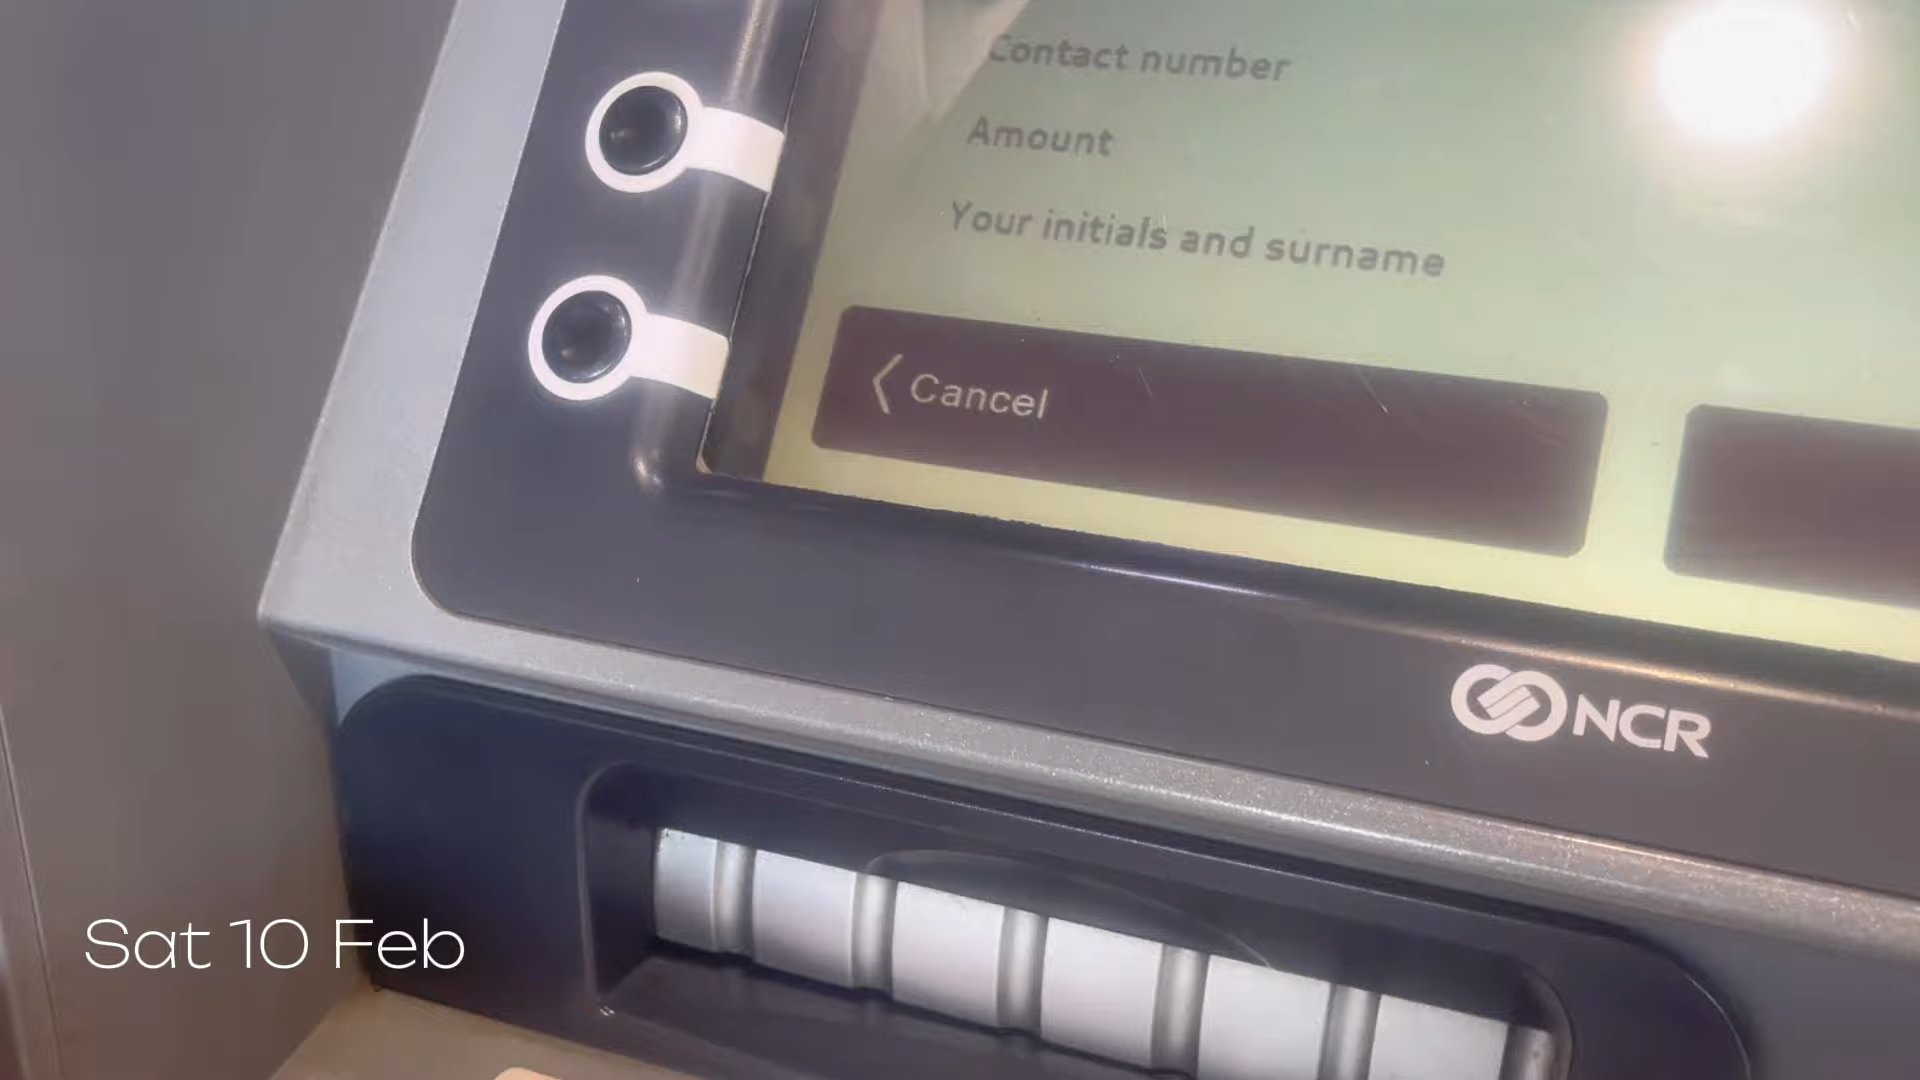 Contact number
Amount
Your initials and surname
Cancel
NCR
Sat 10 Feb